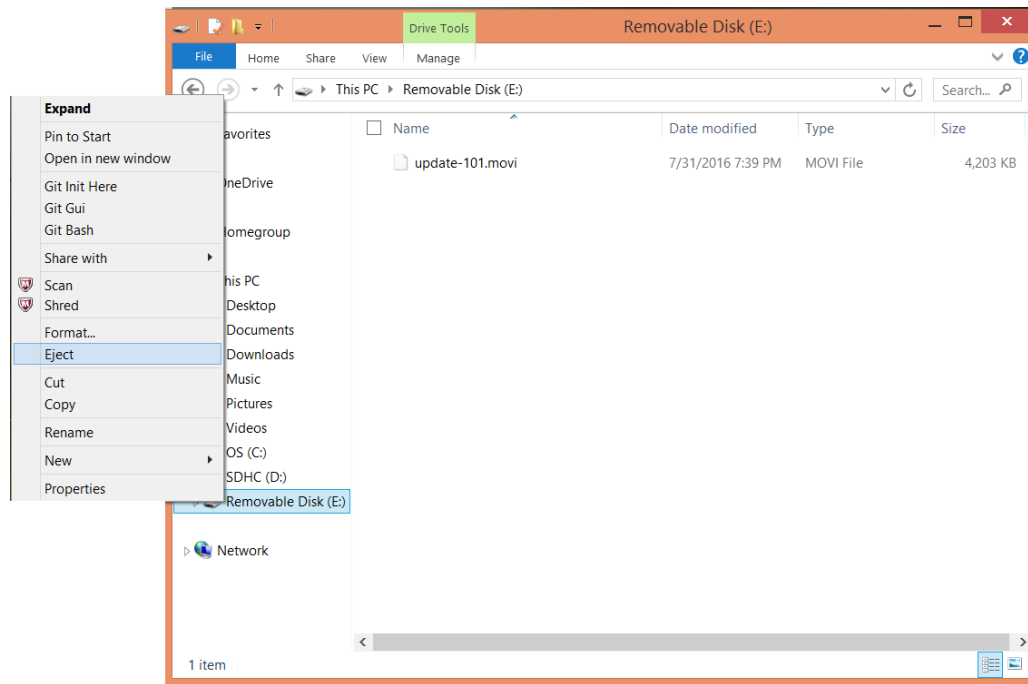 Drive Tools
Removable Disk (E:)
File Home Share View Manage
This PC Removable Disk (E:)
Search...
Expand
Pin to Start
Open in new window
Git Init Here
Git Gui
Git Bash
Share with
Scan
Shred
Format...
Eject
Cut
Copy
Rename
New
Properties
avorites
neDrive
omegroup
his PC
Desktop
Documents
Downloads
Music
Pictures
Videos
OS (C:)
SDHC (D:)
Removable Disk (E:)
Network
Name Date modified Type Size
update-101.movi 7/31/2016 7:39 PM MOVI File 4,203 KB
1 item